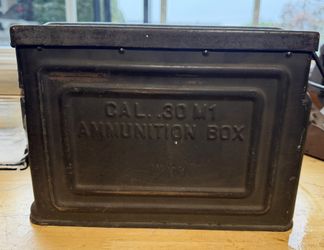 CAL. .30 M1
AMMUNITION BOX